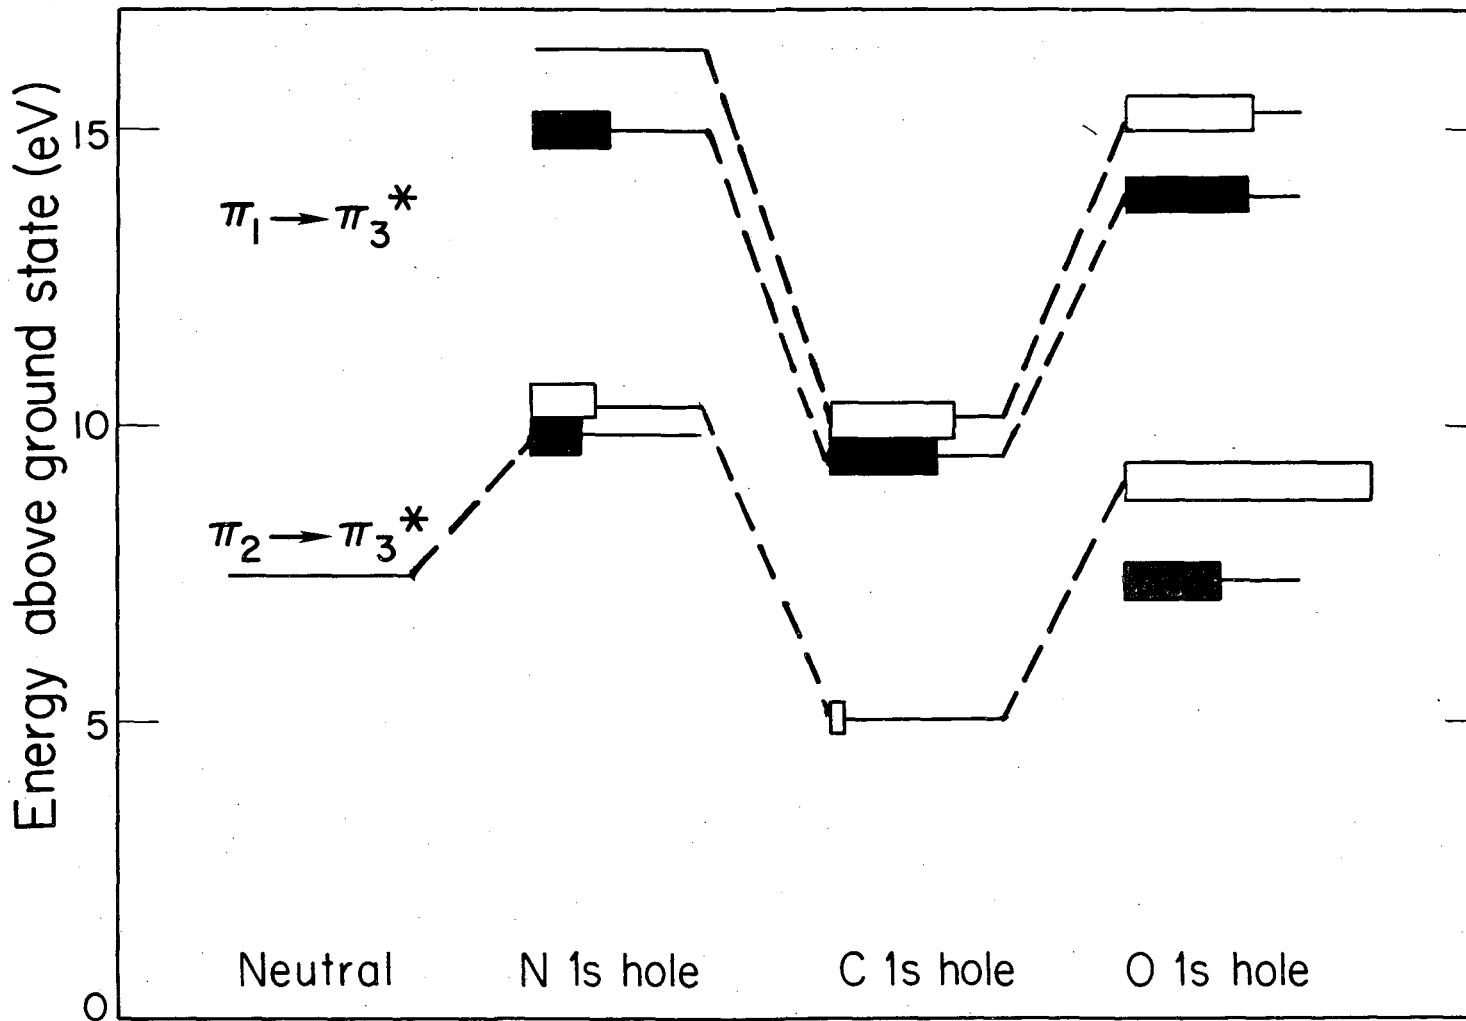 Energy above ground state (eV)
15
π₁ → π₃*
10
π₂ → π₃*
5
0
Neutral
N 1s hole
C 1s hole
O 1s hole